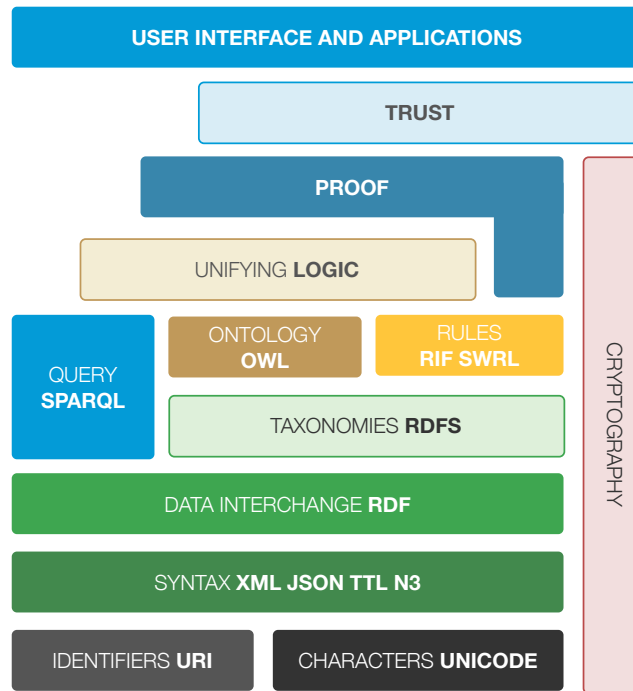 USER INTERFACE AND APPLICATIONS
TRUST
PROOF
UNIFYING LOGIC
QUERY
SPARQL
ONTOLOGY
OWL
RULES
RIF SWRL
TAXONOMIES RDFS
DATA INTERCHANGE RDF
SYNTAX XML JSON TTL N3
IDENTIFIERS URI
CHARACTERS UNICODE
CRYPTOGRAPHY